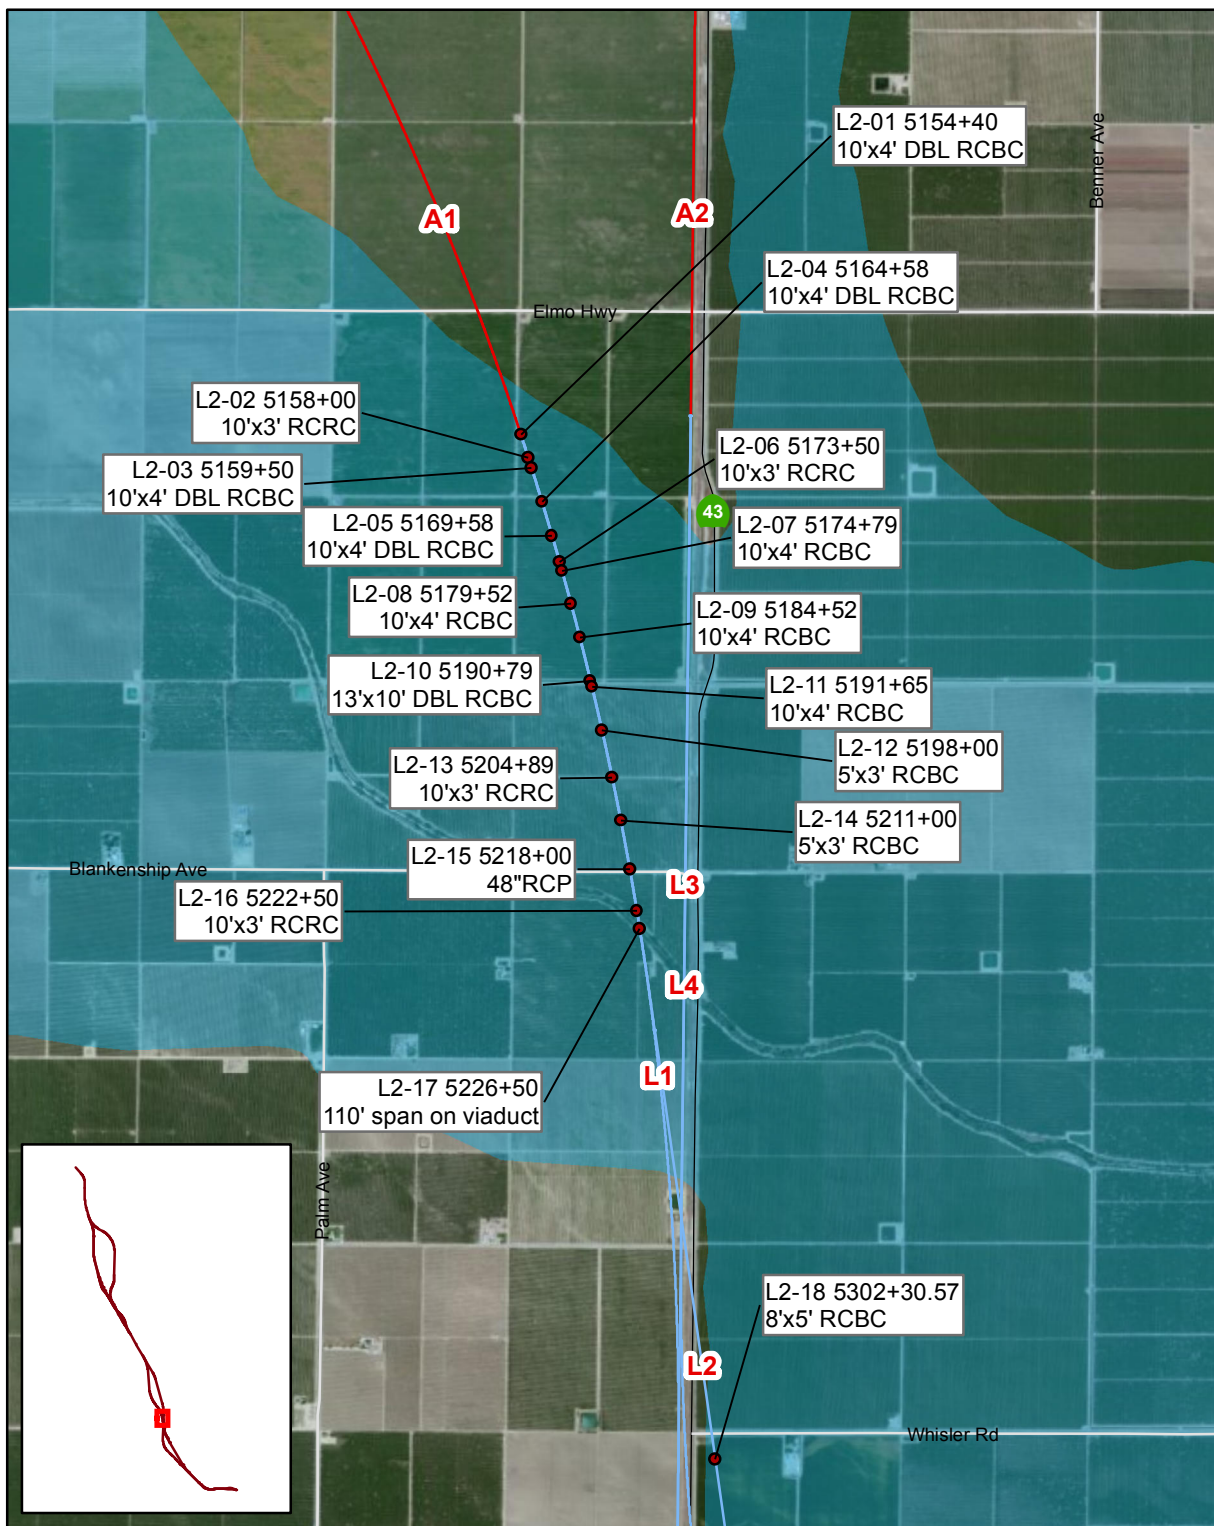 L2-01 5154+40
10'x4' DBL RCBC
Benner Ave
A1
A2
L2-04 5164+58
10'x4' DBL RCBC
Elmo Hwy
L2-02 5158+00
10'x3' RCRC
L2-06 5173+50
10'x3' RCRC
L2-03 5159+50
10'x4' DBL RCBC
43
L2-05 5169+58
10'x4' DBL RCBC
L2-07 5174+79
10'x4' RCBC
L2-08 5179+52
10'x4' RCBC
L2-09 5184+52
10'x4' RCBC
L2-10 5190+79
13'x10' DBL RCBC
L2-11 5191+65
10'x4' RCBC
L2-12 5198+00
5'x3' RCBC
L2-13 5204+89
10'x3' RCRC
L2-14 5211+00
5'x3' RCBC
L2-15 5218+00
48"RCP
Blankenship Ave
L3
L2-16 5222+50
10'x3' RCRC
L4
L1
L2-17 5226+50
110' span on viaduct
Palm Ave
L2-18 5302+30.57
8'x5' RCBC
L2
Whisler Rd